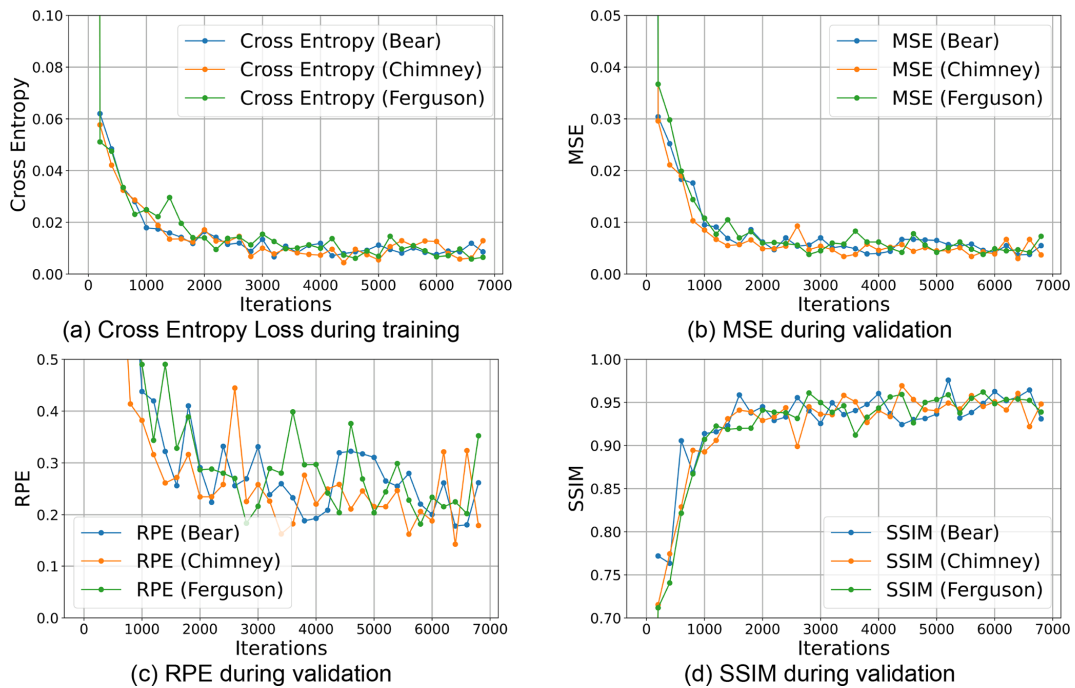 0.10
0.08
0.06
0.04
0.02
0.00
Cross Entropy
Cross Entropy (Bear)
Cross Entropy (Chimney)
Cross Entropy (Ferguson)
0 1000 2000 3000 4000 5000 6000 7000
Iterations
(a) Cross Entropy Loss during training
0.05
0.04
0.03
0.02
0.01
0.00
MSE
MSE (Bear)
MSE (Chimney)
MSE (Ferguson)
0 1000 2000 3000 4000 5000 6000 7000
Iterations
(b) MSE during validation
0.5
0.4
0.3
0.2
0.1
0.0
RPE
RPE (Bear)
RPE (Chimney)
RPE (Ferguson)
0 1000 2000 3000 4000 5000 6000 7000
Iterations
(c) RPE during validation
1.00
0.95
0.90
0.85
0.80
0.75
0.70
SSIM
SSIM (Bear)
SSIM (Chimney)
SSIM (Ferguson)
0 1000 2000 3000 4000 5000 6000 7000
Iterations
(d) SSIM during validation